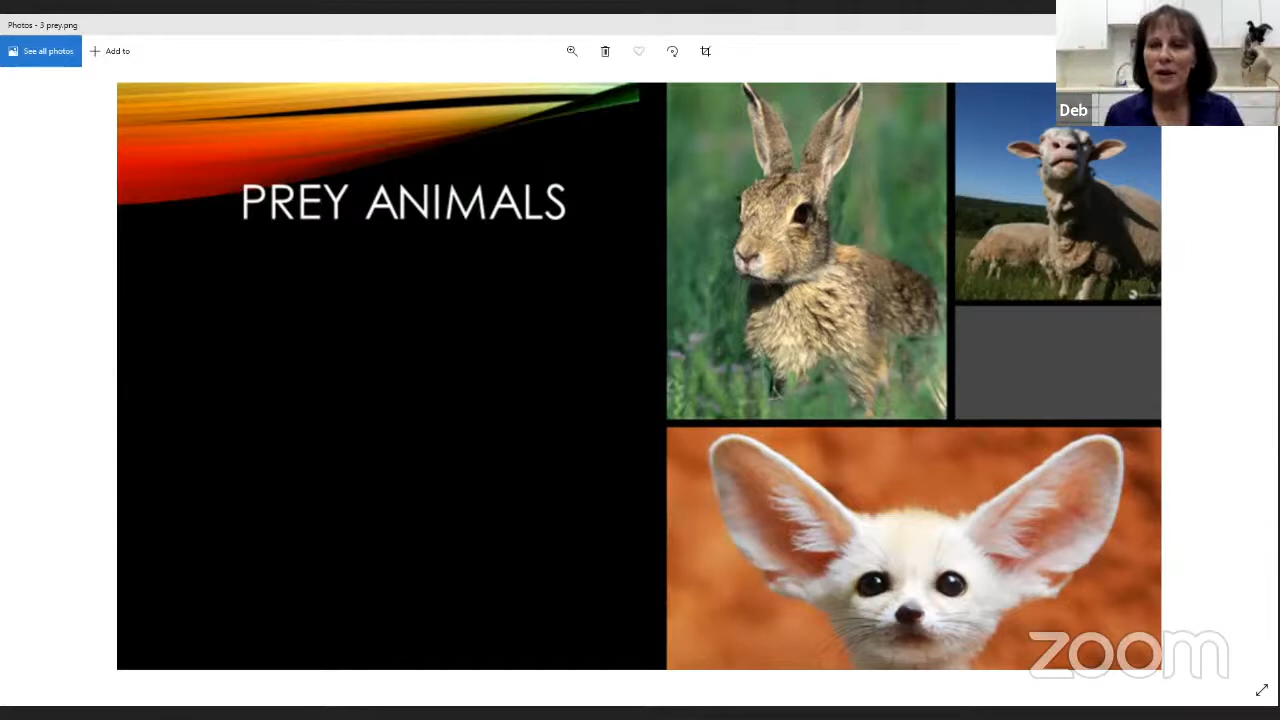 Photos - 3 prey.png
See all photos
Add to
Deb
PREY ANIMALS
zoom